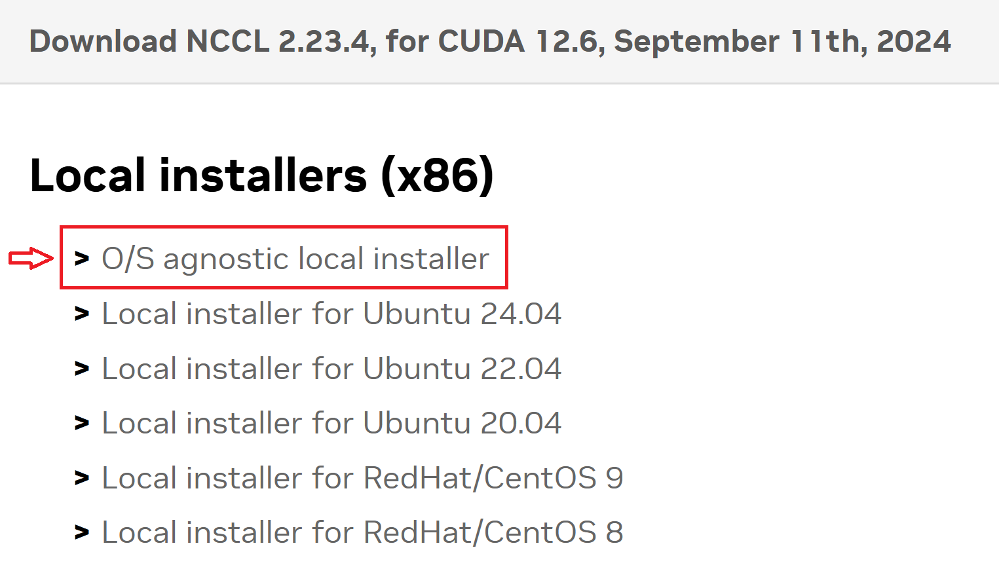 Download NCCL 2.23.4, for CUDA 12.6, September 11th, 2024
Local installers (x86)
> O/S agnostic local installer
> Local installer for Ubuntu 24.04
> Local installer for Ubuntu 22.04
> Local installer for Ubuntu 20.04
> Local installer for RedHat/CentOS 9
> Local installer for RedHat/CentOS 8